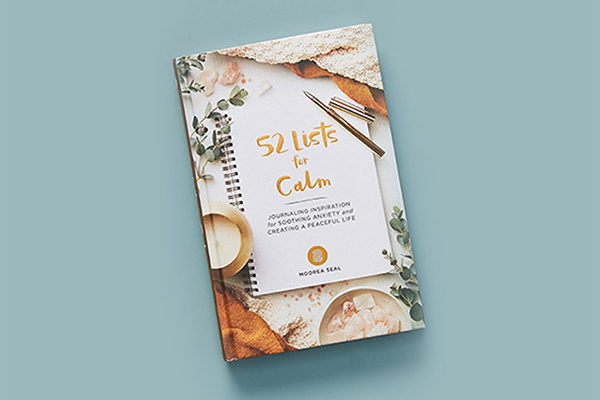 52 Lists
for
Calm
JOURNALING INSPIRATION
for SOOTHING ANXIETY and
CREATING A PEACEFUL LIFE
MOOREA SEAL